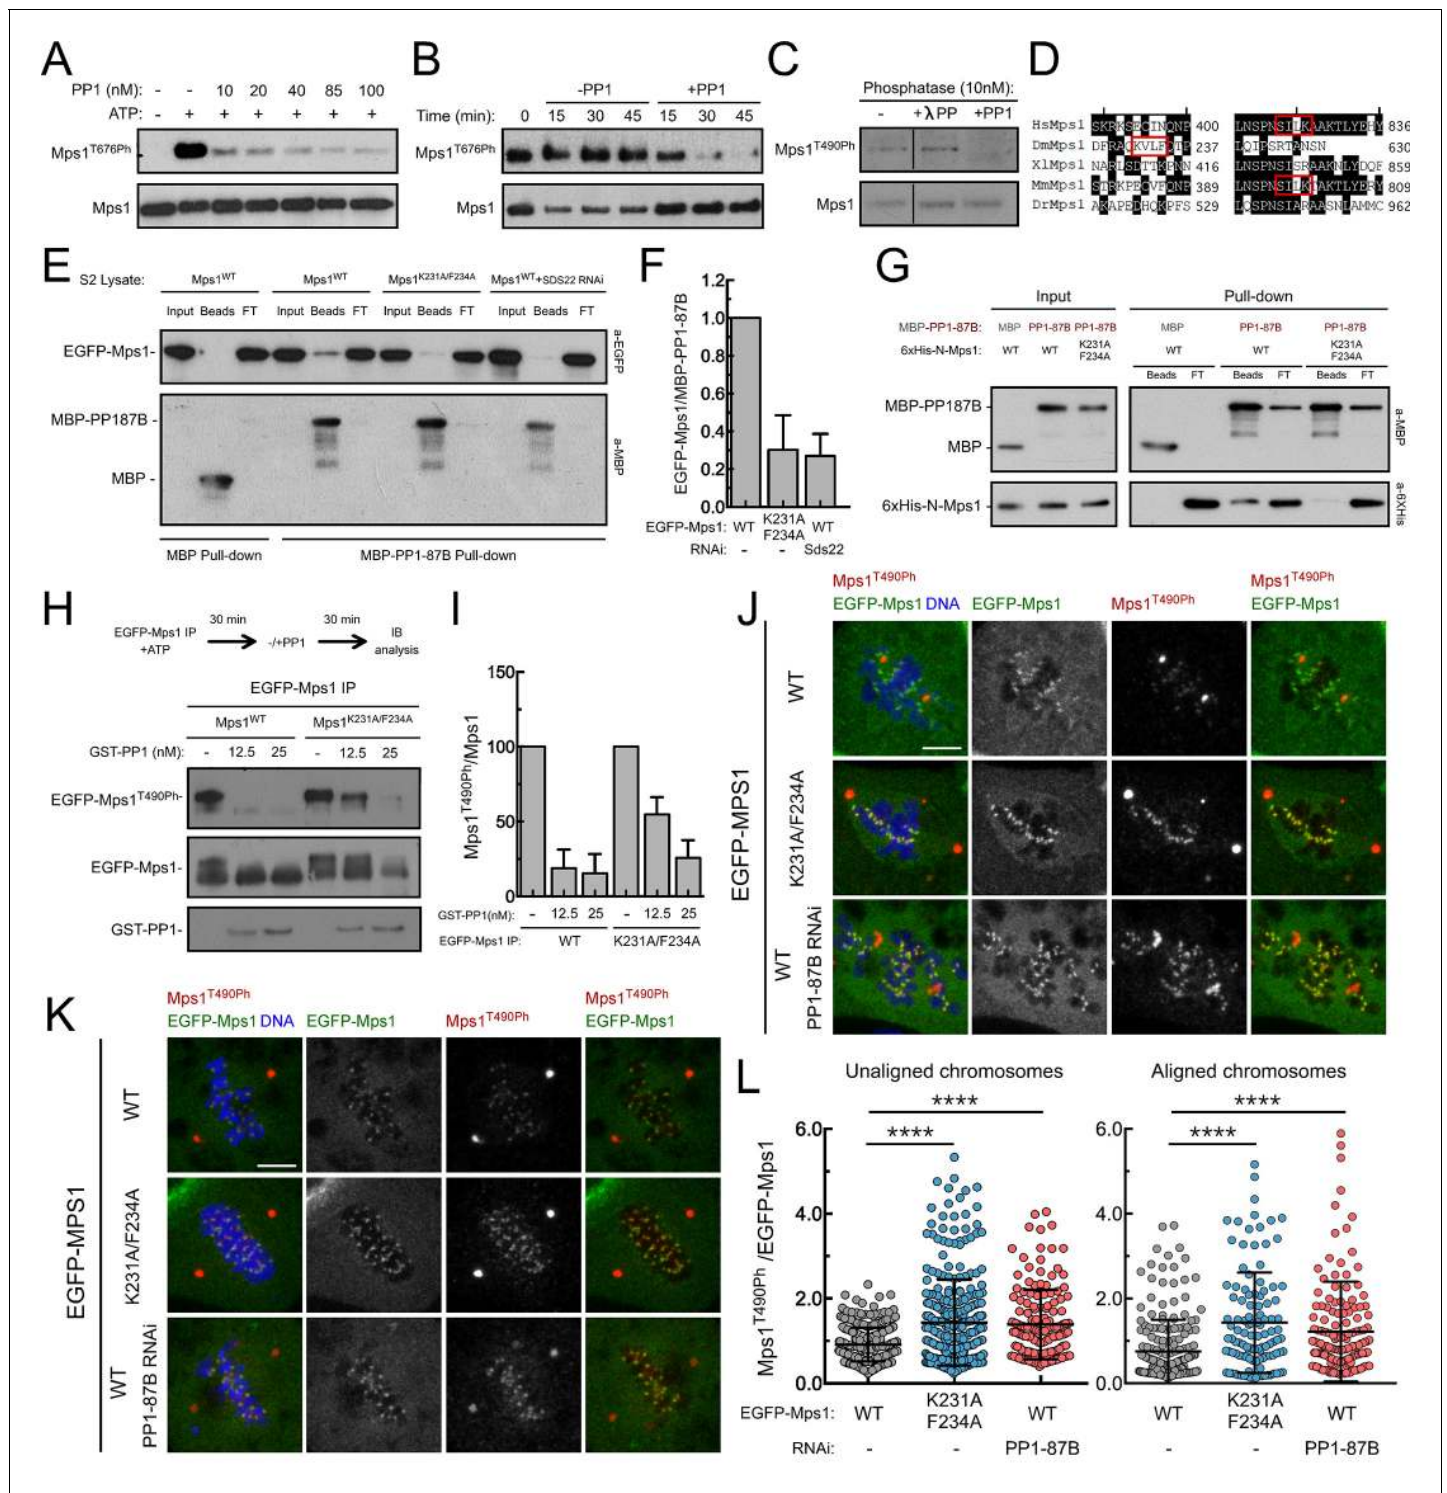 A
PP1 (nM): - - 10 20 40 85 100
ATP: - + + + + + +
Mps1T676Ph
Mps1
B
-PP1 +PP1
Time (min): 0 15 30 45 15 30 45
Mps1T676Ph
Mps1
C
Phosphatase (10nM):
- +λPP +PP1
Mps1T490Ph
Mps1
D
HsMps1 SKRKSECINQNP 400 LNSPNSILKAAKTLYEHY 836
DmMps1 237 630
XlMps1 416 859
MmMps1 389 809
DrMps1 AKAPEDHQKPFS 529 962
E
S2 Lysate: Mps1WT Mps1WT Mps1K231A/F234A Mps1WT+SDS22 RNAi
Input Beads FT Input Beads FT Input Beads FT Input Beads FT
EGFP-Mps1-
a-EGFP
MBP-PP187B -
MBP -
a-MBP
MBP Pull-down MBP-PP1-87B Pull-down
F
EGFP-Mps1/MBP-PP1-87B
1.2
1.0
0.8
0.6
0.4
0.2
0.0
EGFP-Mps1: WT K231A F234A WT
RNAi: - - Sds22
G
Input Pull-down
MBP-PP1-87B: MBP PP1-87B PP1-87B MBP PP1-87B PP1-87B
6xHis-N-Mps1: WT WT K231A F234A WT WT K231A F234A
Beads FT Beads FT Beads FT
MBP-PP187B -
MBP -
a-MBP
6xHis-N-Mps1 -
a-6XHis
H
30 min 30 min
EGFP-Mps1 IP +ATP -/+PP1 IB analysis
EGFP-Mps1 IP
Mps1WT Mps1K231A/F234A
GST-PP1 (nM): - 12.5 25 - 12.5 25
EGFP-Mps1T490Ph-
EGFP-Mps1-
GST-PP1-
I
Mps1T490Ph/Mps1
150
100
50
0
GST-PP1(nM): - 12.5 25 - 12.5 25
EGFP-Mps1 IP: WT K231A/F234A
J
Mps1T490Ph Mps1T490Ph
EGFP-Mps1 DNA EGFP-Mps1 Mps1T490Ph EGFP-Mps1
EGFP-MPS1
WT
K231A/F234A
WT
PP1-87B RNAi
K
Mps1T490Ph Mps1T490Ph
EGFP-Mps1 DNA EGFP-Mps1 Mps1T490Ph EGFP-Mps1
EGFP-MPS1
WT
K231A/F234A
WT
PP1-87B RNAi
L
Unaligned chromosomes Aligned chromosomes
**** ****
**** ****
Mps1T490Ph/EGFP-Mps1
6.0 6.0
4.0 4.0
2.0 2.0
0.0 0.0
EGFP-Mps1: WT K231A F234A WT WT K231A F234A WT
RNAi: - - PP1-87B - - PP1-87B